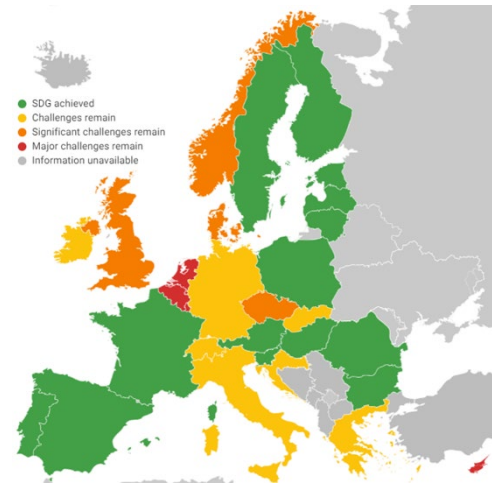 SDG achieved
Challenges remain
Significant challenges remain
Major challenges remain
Information unavailable